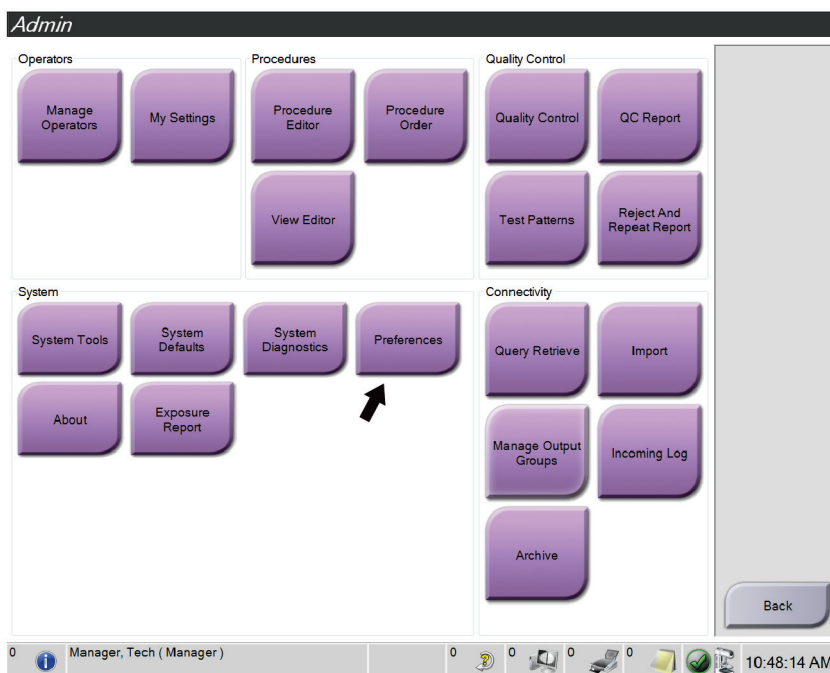 Admin
Operators
Manage
Operators
My Settings
Procedures
Procedure
Editor
Procedure
Order
View Editor
Quality Control
Quality Control
QC Report
Test Patterns
Reject And
Repeat Report
System
System Tools
System
Defaults
System
Diagnostics
Preferences
About
Exposure
Report
Connectivity
Query Retrieve
Import
Manage Output
Groups
Incoming Log
Archive
Back
0
Manager, Tech ( Manager )
0
0
0
0
10:48:14 AM